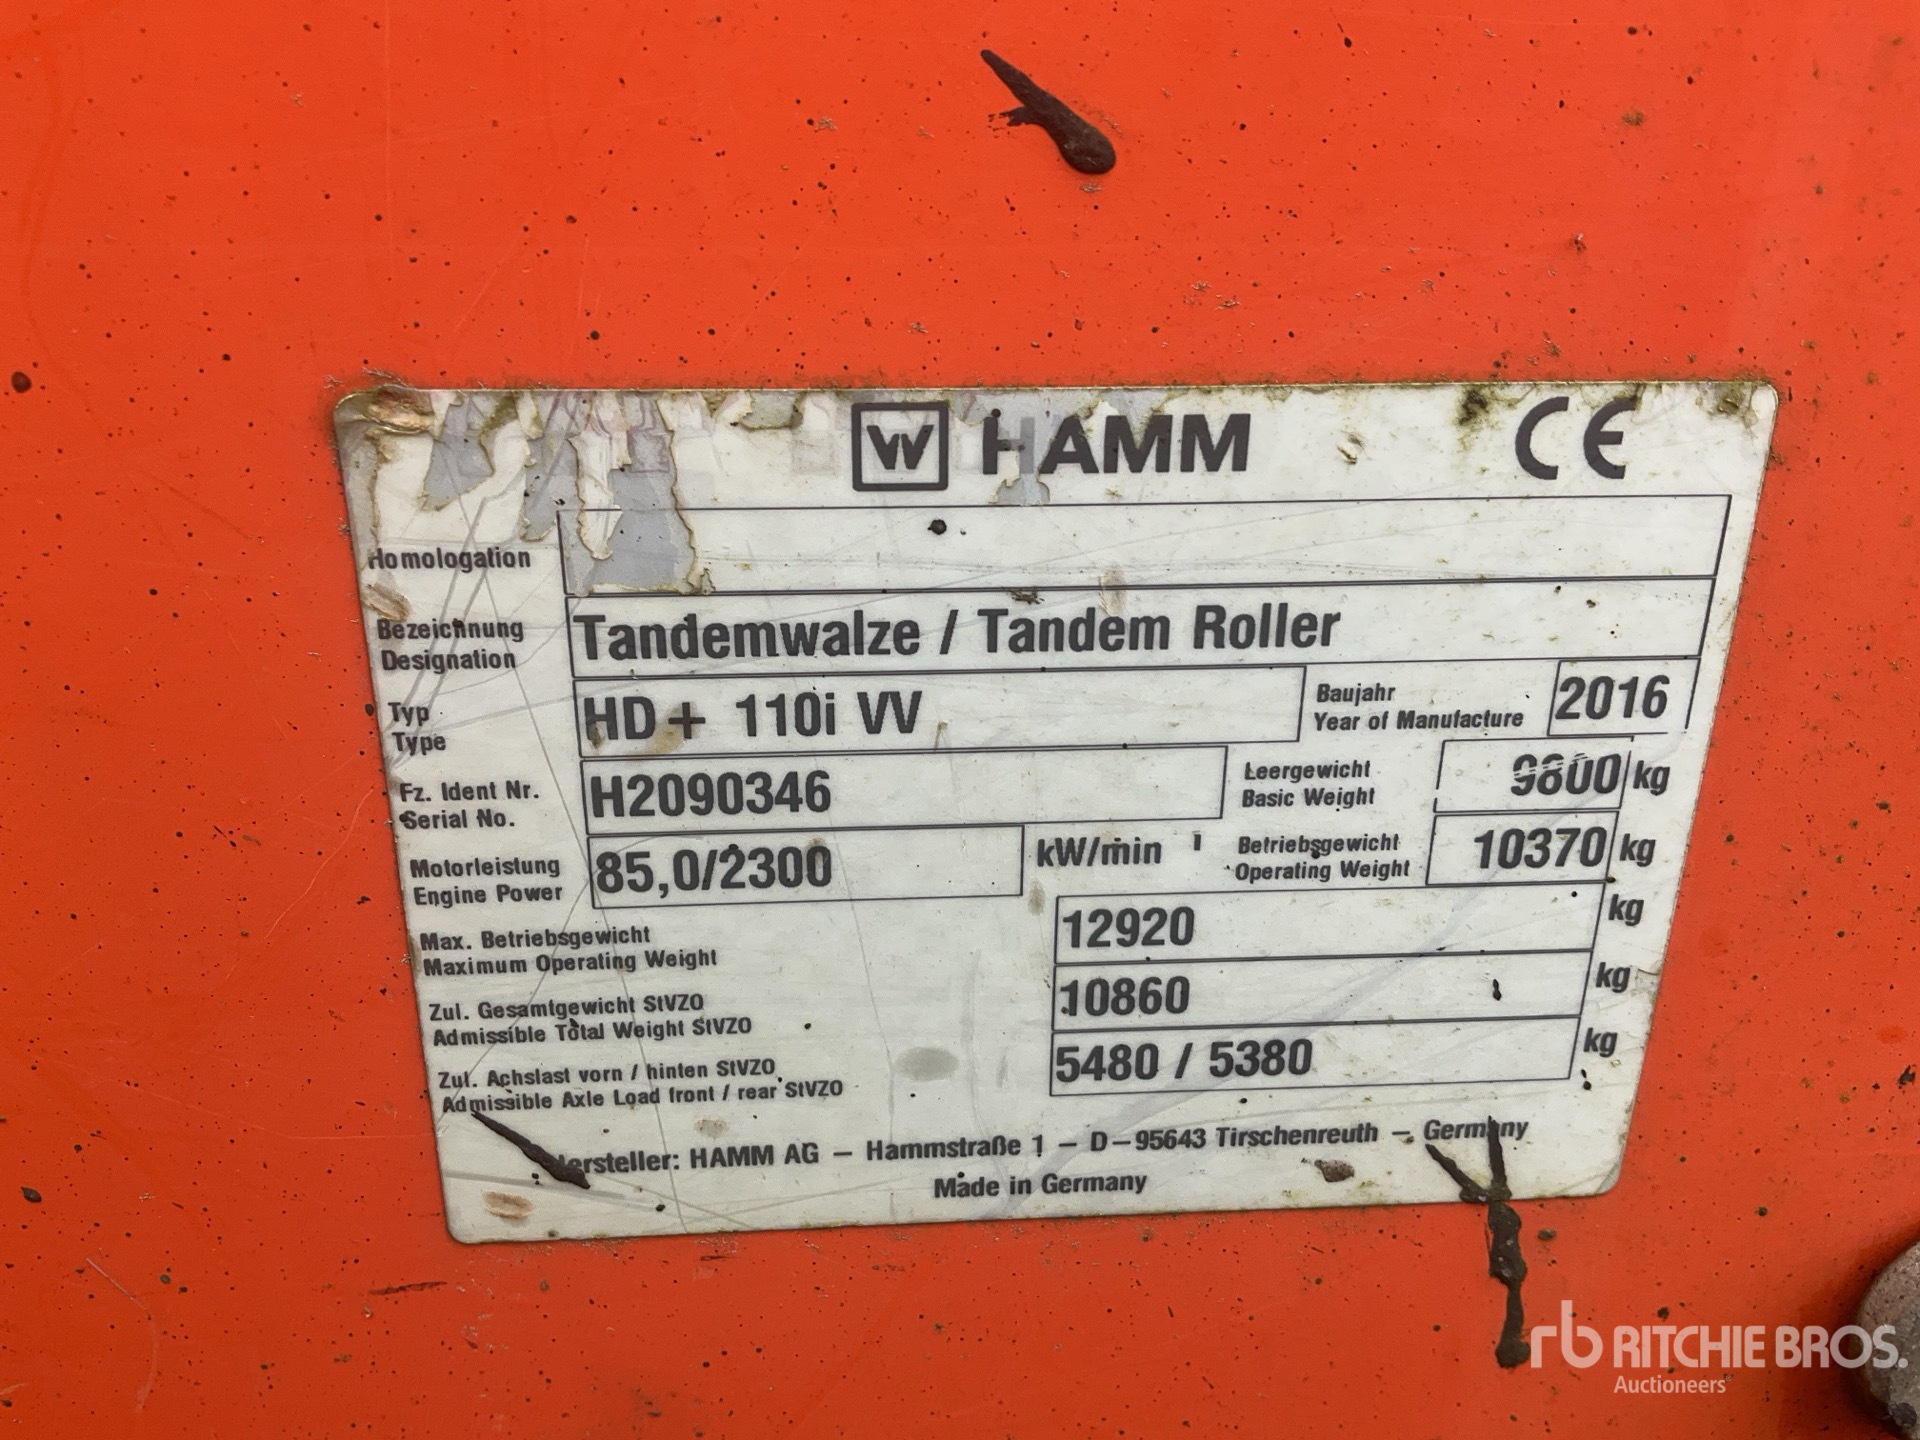 HAMM CE
Homologation
Bezeichnung
Designation
Tandemwalze / Tandem Roller
Typ
Type
HD+ 110i VV
Baujahr
Year of Manufacture
2016
Fz. Ident Nr.
Serial No.
H2090346
Leergewicht
Basic Weight
9800 kg
Motorleistung
Engine Power
85,0/2300
kW/min
Betriebsgewicht
Operating Weight
10370 kg
Max. Betriebsgewicht
Maximum Operating Weight
12920 kg
Zul. Gesamtgewicht StVZO
Admissible Total Weight StVZO
10860 kg
Zul. Achslast vorn / hinten StVZO
Admissible Axle Load front / rear StVZO
5480 / 5380 kg
Hersteller: HAMM AG – Hammstraße 1 – D–95643 Tirschenreuth – Germany
Made in Germany
rb RITCHIE BROS.
Auctioneers